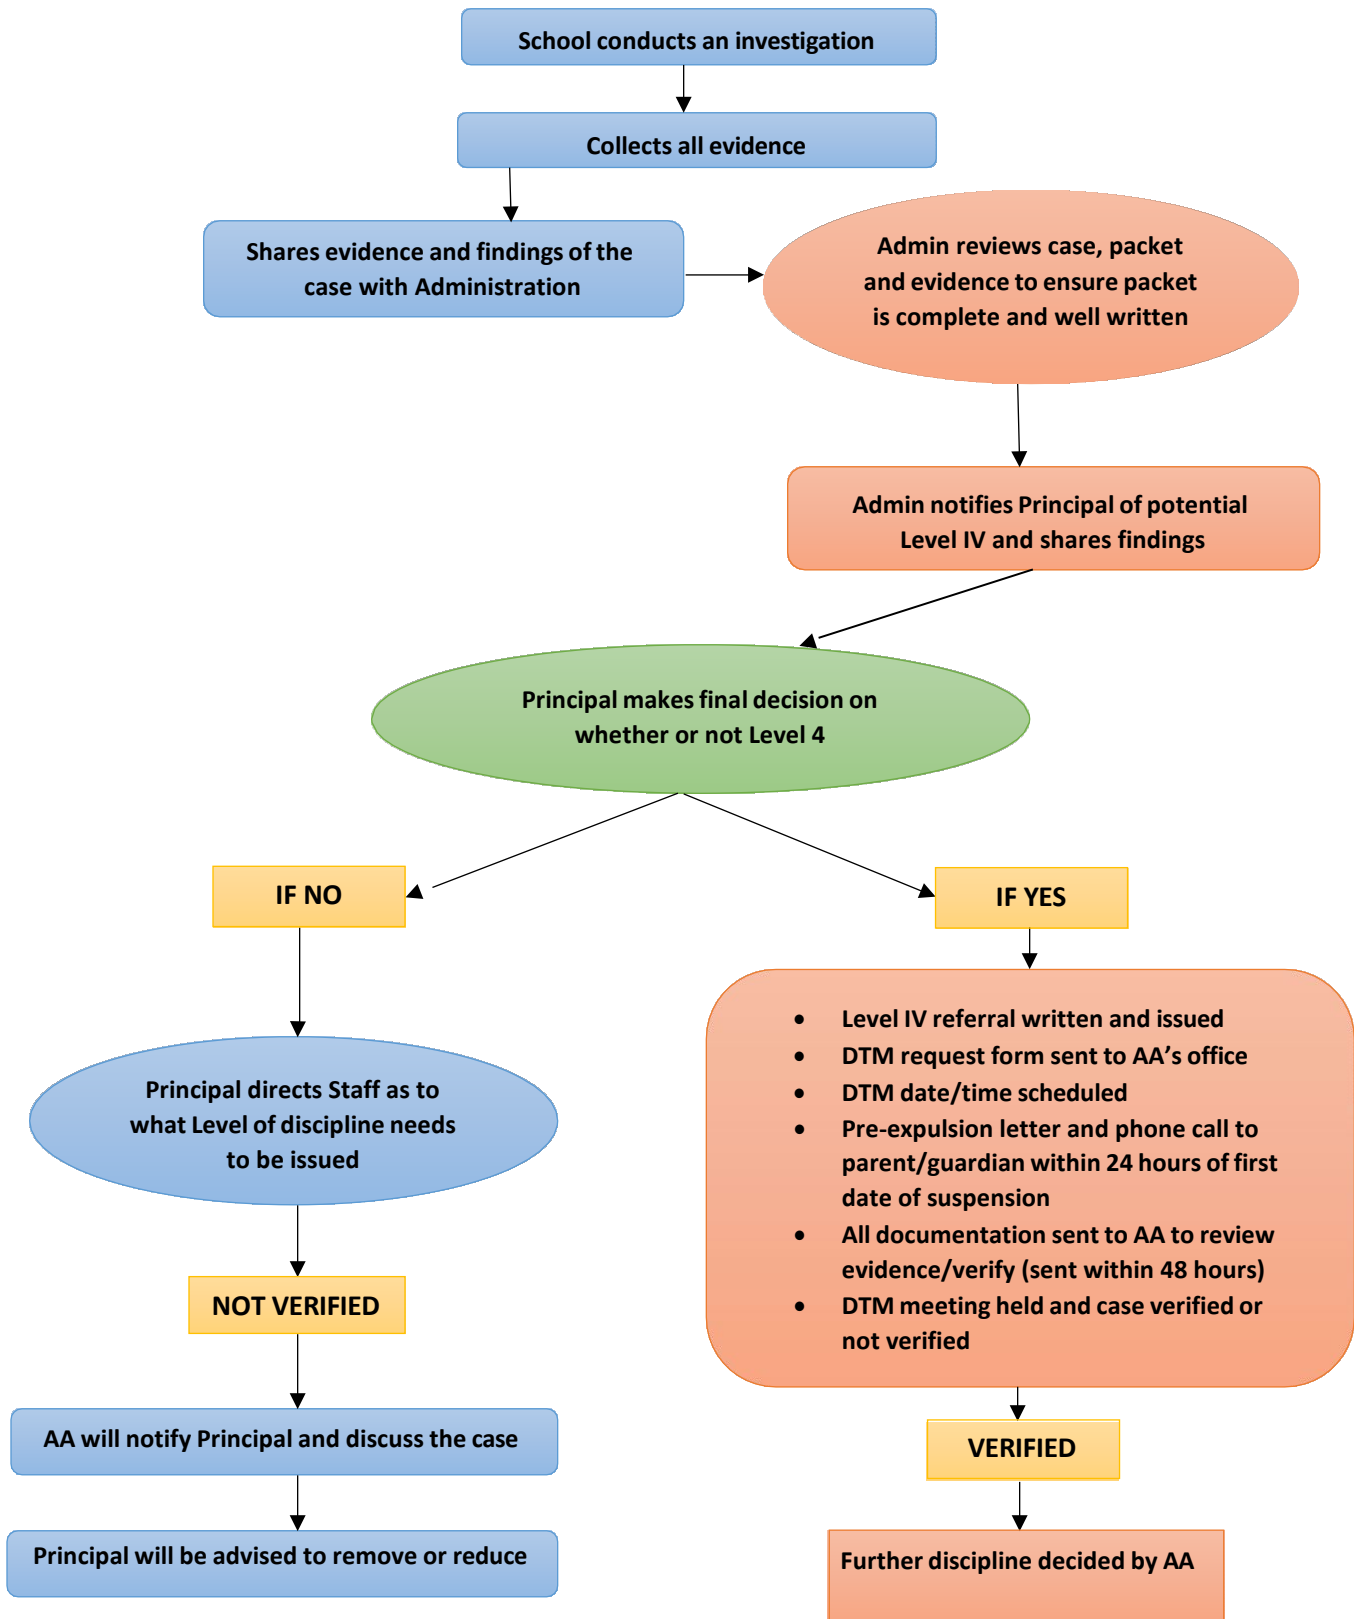 School conducts an investigation
Collects all evidence
Shares evidence and findings of the
case with Administration
Admin reviews case, packet
and evidence to ensure packet
is complete and well written
Admin notifies Principal of potential
Level IV and shares findings
Principal makes final decision on
whether or not Level 4
IF NO
IF YES
Principal directs Staff as to
what Level of discipline needs
to be issued
NOT VERIFIED
AA will notify Principal and discuss the case
Principal will be advised to remove or reduce
• Level IV referral written and issued
• DTM request form sent to AA’s office
• DTM date/time scheduled
• Pre-expulsion letter and phone call to
parent/guardian within 24 hours of first
date of suspension
• All documentation sent to AA to review
evidence/verify (sent within 48 hours)
• DTM meeting held and case verified or
not verified
VERIFIED
Further discipline decided by AA